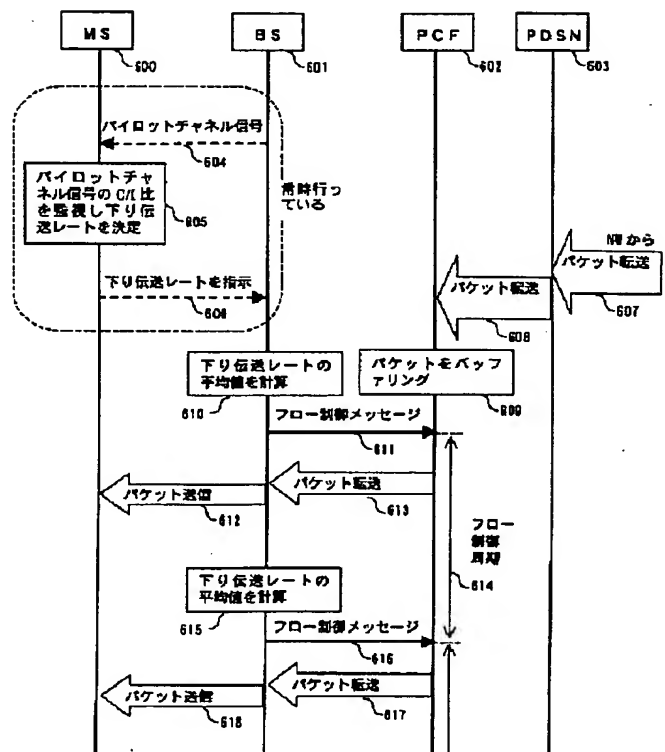 MS
BS
PCF
PDSN
600
601
602
603
パイロットチャネル信号
604
パイロットチャ
ネル信号の C/I 比
を監視し下り伝
送レートを決定
605
常時行っ
ている
下り伝送レートを指示
606
NWから
パケット転送
607
パケット転送
608
下り伝送レートの
平均値を計算
610
パケットをバッフ
ァリング
609
フロー制御メッセージ
611
パケット転送
613
パケット送信
612
フロー
制御
周期
614
下り伝送レートの
平均値を計算
615
フロー制御メッセージ
616
パケット転送
617
パケット送信
618